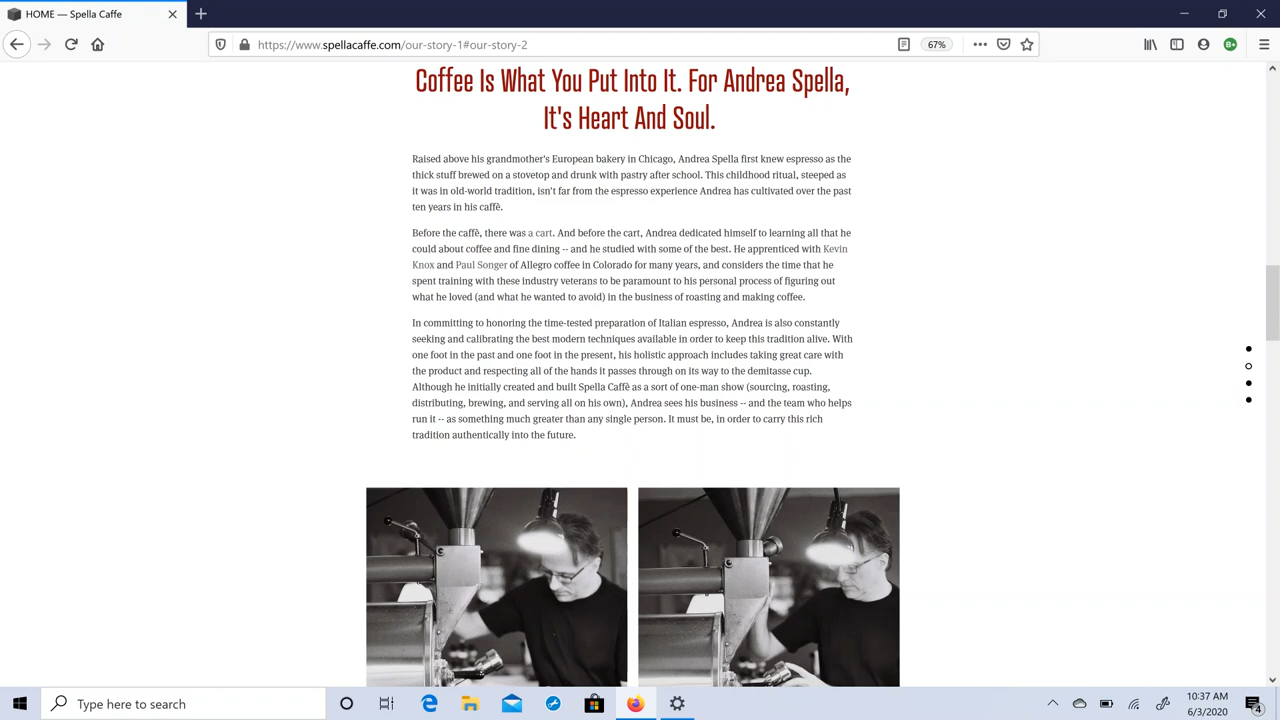 HOME — Spella Caffe
https://www.spellacaffe.com/our-story-1#our-story-2
67%
B+
Coffee Is What You Put Into It. For Andrea Spella,
It's Heart And Soul.
Raised above his grandmother's European bakery in Chicago, Andrea Spella first knew espresso as the
thick stuff brewed on a stovetop and drunk with pastry after school. This childhood ritual, steeped as
it was in old-world tradition, isn't far from the espresso experience Andrea has cultivated over the past
ten years in his caffè.
Before the caffè, there was a cart. And before the cart, Andrea dedicated himself to learning all that he
could about coffee and fine dining -- and he studied with some of the best. He apprenticed with Kevin
Knox and Paul Songer of Allegro coffee in Colorado for many years, and considers the time that he
spent training with these industry veterans to be paramount to his personal process of figuring out
what he loved (and what he wanted to avoid) in the business of roasting and making coffee.
In committing to honoring the time-tested preparation of Italian espresso, Andrea is also constantly
seeking and calibrating the best modern techniques available in order to keep this tradition alive. With
one foot in the past and one foot in the present, his holistic approach includes taking great care with
the product and respecting all of the hands it passes through on its way to the demitasse cup.
Although he initially created and built Spella Caffè as a sort of one-man show (sourcing, roasting,
distributing, brewing, and serving all on his own), Andrea sees his business -- and the team who helps
run it -- as something much greater than any single person. It must be, in order to carry this rich
tradition authentically into the future.
Type here to search
10:37 AM
6/3/2020
4